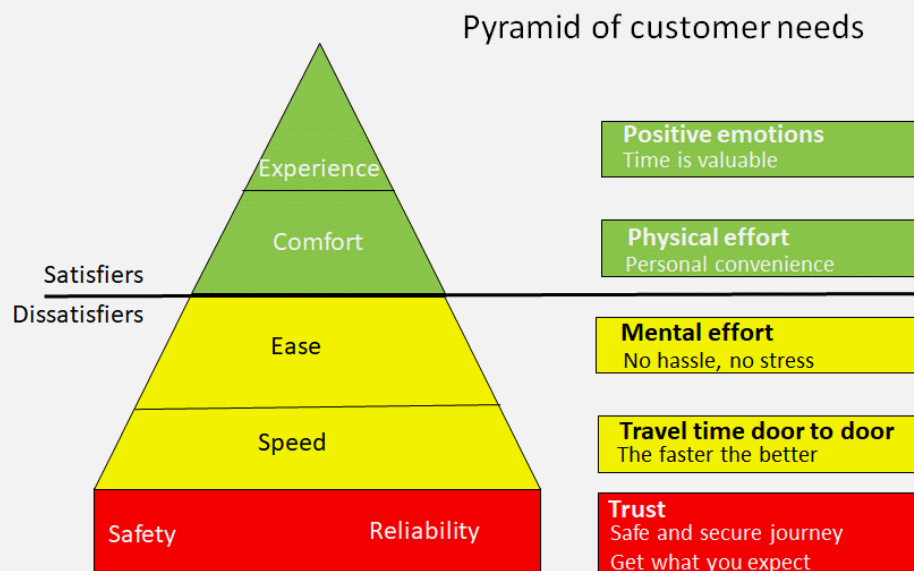 Pyramid of customer needs
Experience
Positive emotions
Time is valuable
Comfort
Physical effort
Personal convenience
Satisfiers
Dissatisfiers
Ease
Mental effort
No hassle, no stress
Speed
Travel time door to door
The faster the better
Safety
Reliability
Trust
Safe and secure journey
Get what you expect